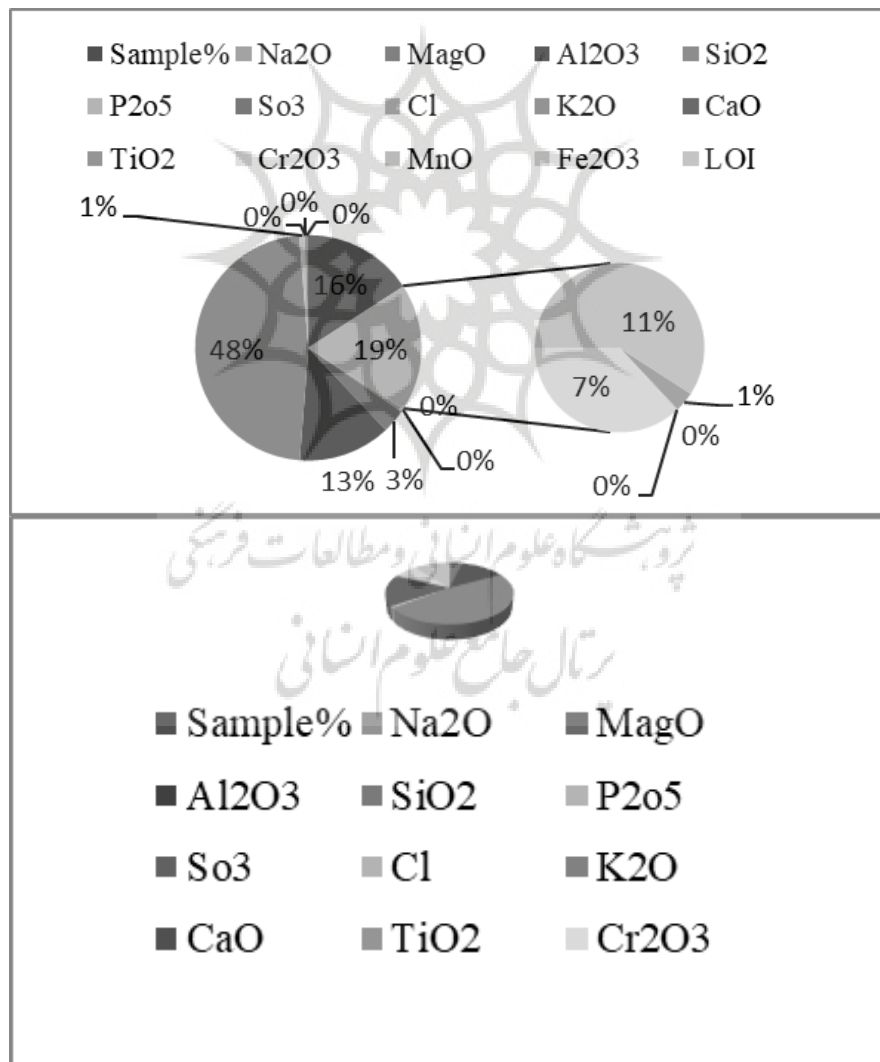 Sample% Na2O MagO Al2O3 SiO2
P2o5 So3 Cl K2O CaO
TiO2 Cr2O3 MnO Fe2O3 LOI
0%
1% 0% 0%
16%
11%
48% 19%
7%
1%
0%
0% 0%
13% 3% 0%
پژوهشگاه علوم انسانی و مطالعات فرهنگی
پرتال جامع علوم انسانی
Sample% Na2O MagO
Al2O3 SiO2 P2o5
So3 Cl K2O
CaO TiO2 Cr2O3